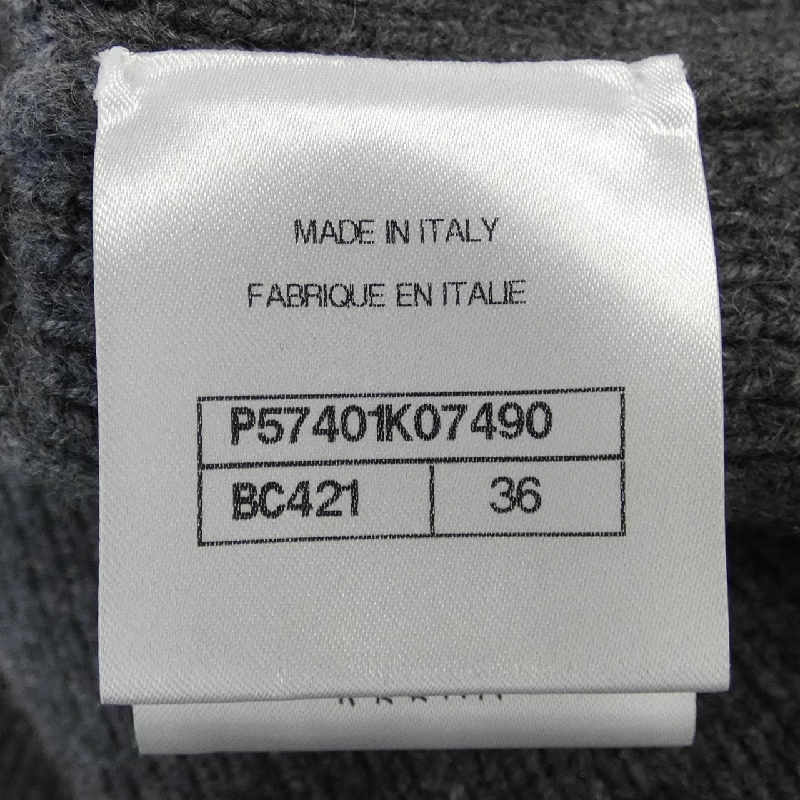 MADE IN ITALY
FABRIQUE EN ITALIE
P57401K07490
BC421 36